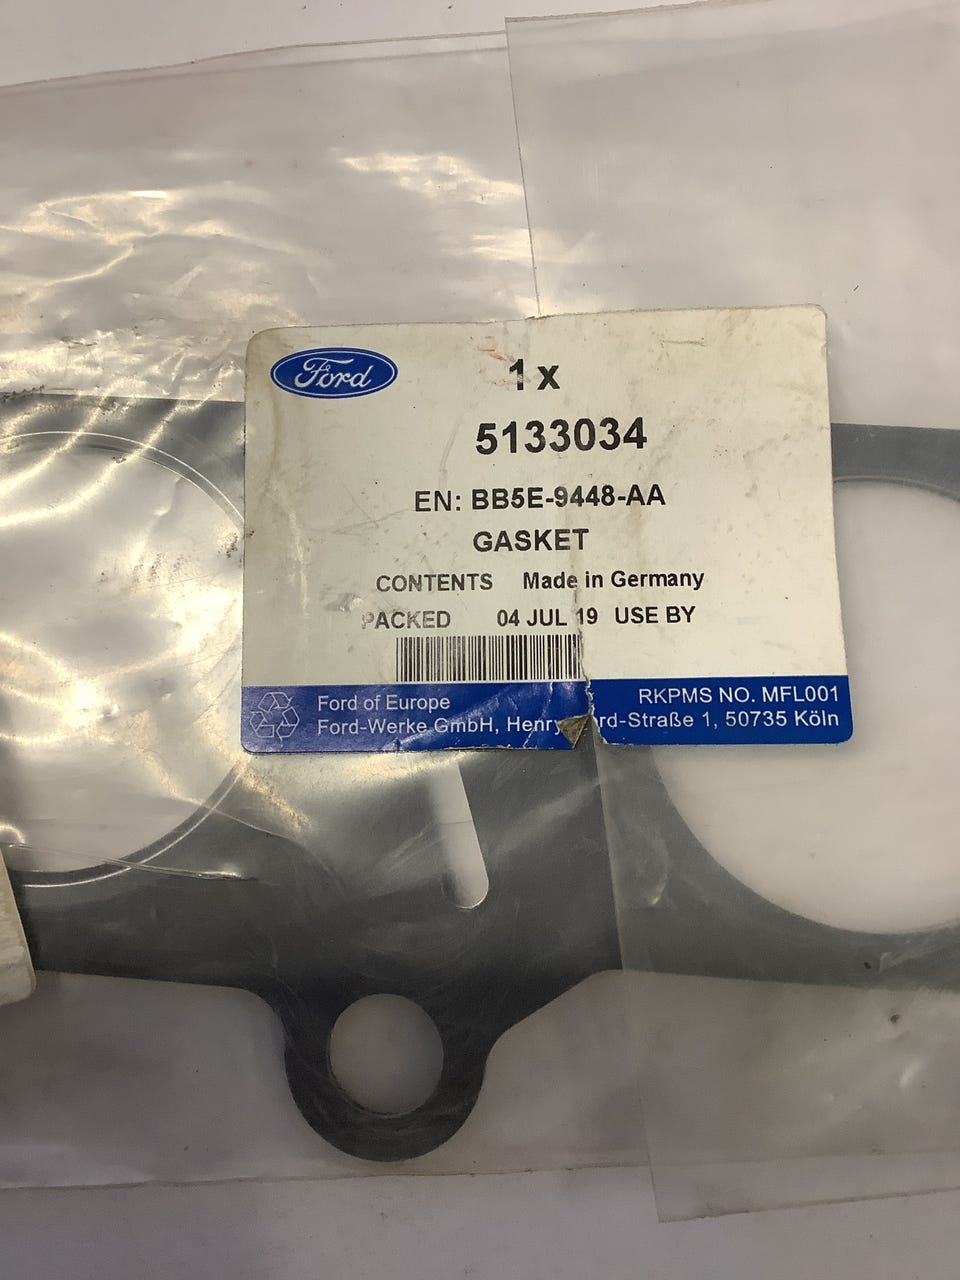 Ford
1 x
5133034
EN: BB5E-9448-AA
GASKET
CONTENTS Made in Germany
PACKED 04 JUL 19 USE BY
Ford of Europe
RKPMS NO. MFL001
Ford-Werke GmbH, Henry rd-Straße 1, 50735 Köln